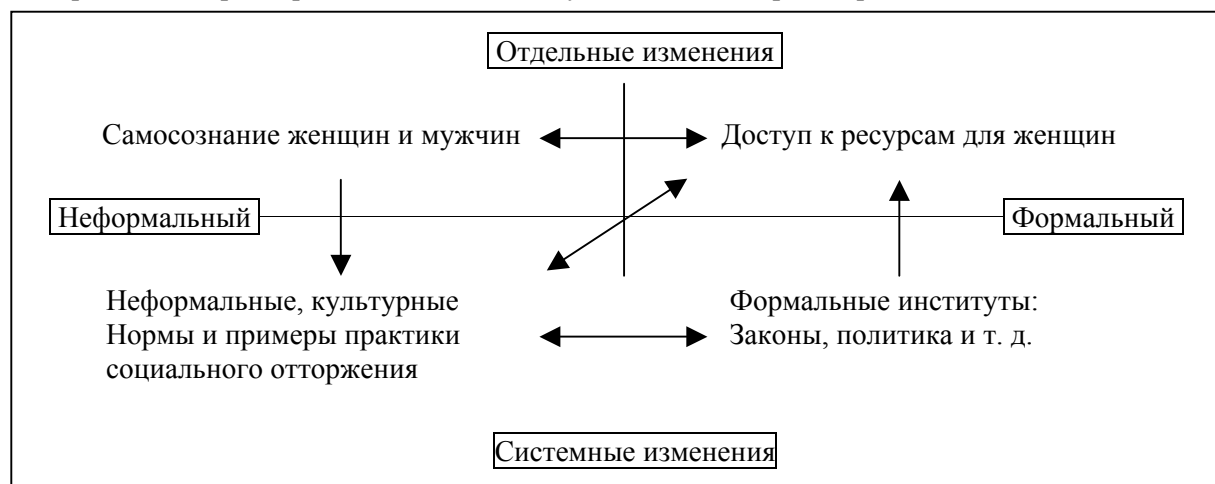 Отдельные изменения
Самосознание женщин и мужчин
Доступ к ресурсам для женщин
Неформальный
Формальный
Неформальные, культурные
Нормы и примеры практики
социального отторжения
Формальные институты:
Законы, политика и т. д.
Системные изменения